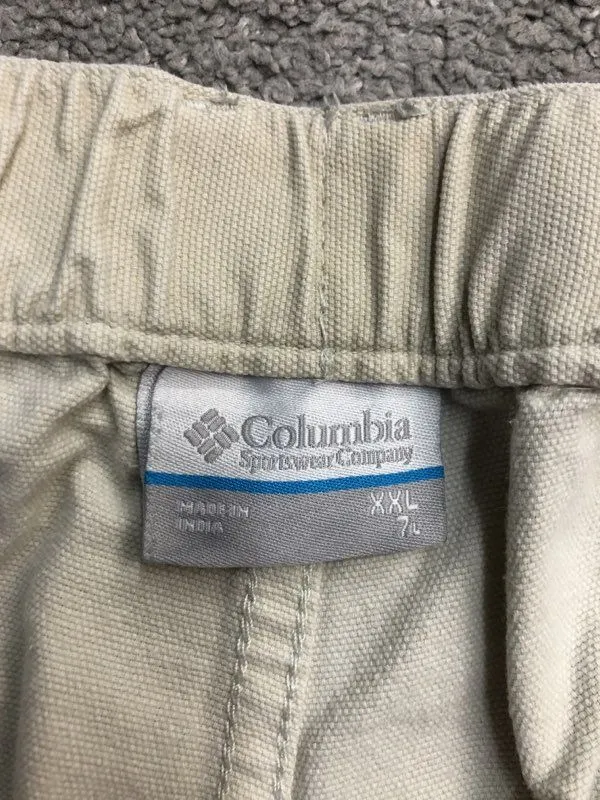 Columbia
Sportswear Company
MADE IN
INDIA
XXL